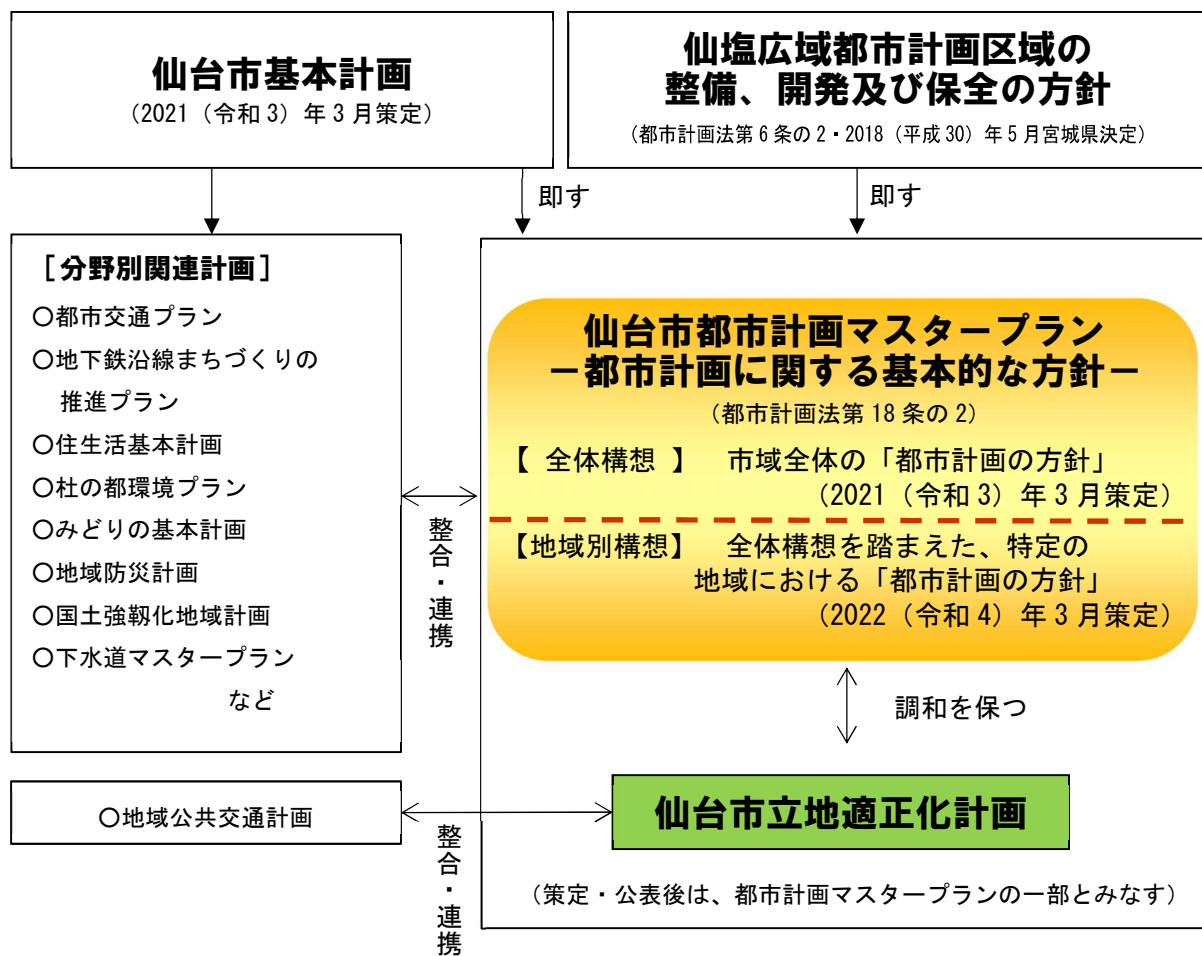 仙台市基本計画
(2021（令和3）年3月策定)
仙塩広域都市計画区域の
整備、開発及び保全の方針
(都市計画法第6条の2・2018（平成30）年5月宮城県決定)
即す
即す
［分野別関連計画］
○都市交通プラン
○地下鉄沿線まちづくりの
推進プラン
○住生活基本計画
○杜の都環境プラン
○みどりの基本計画
○地域防災計画
○国土強靱化地域計画
○下水道マスタープラン
など
整合・連携
仙台市都市計画マスタープラン
－都市計画に関する基本的な方針－
(都市計画法第18条の2)
【 全体構想 】 市域全体の「都市計画の方針」
(2021（令和3）年3月策定)
【地域別構想】 全体構想を踏まえた、特定の
地域における「都市計画の方針」
(2022（令和4）年3月策定)
調和を保つ
○地域公共交通計画
整合・連携
仙台市立地適正化計画
(策定・公表後は、都市計画マスタープランの一部とみなす)